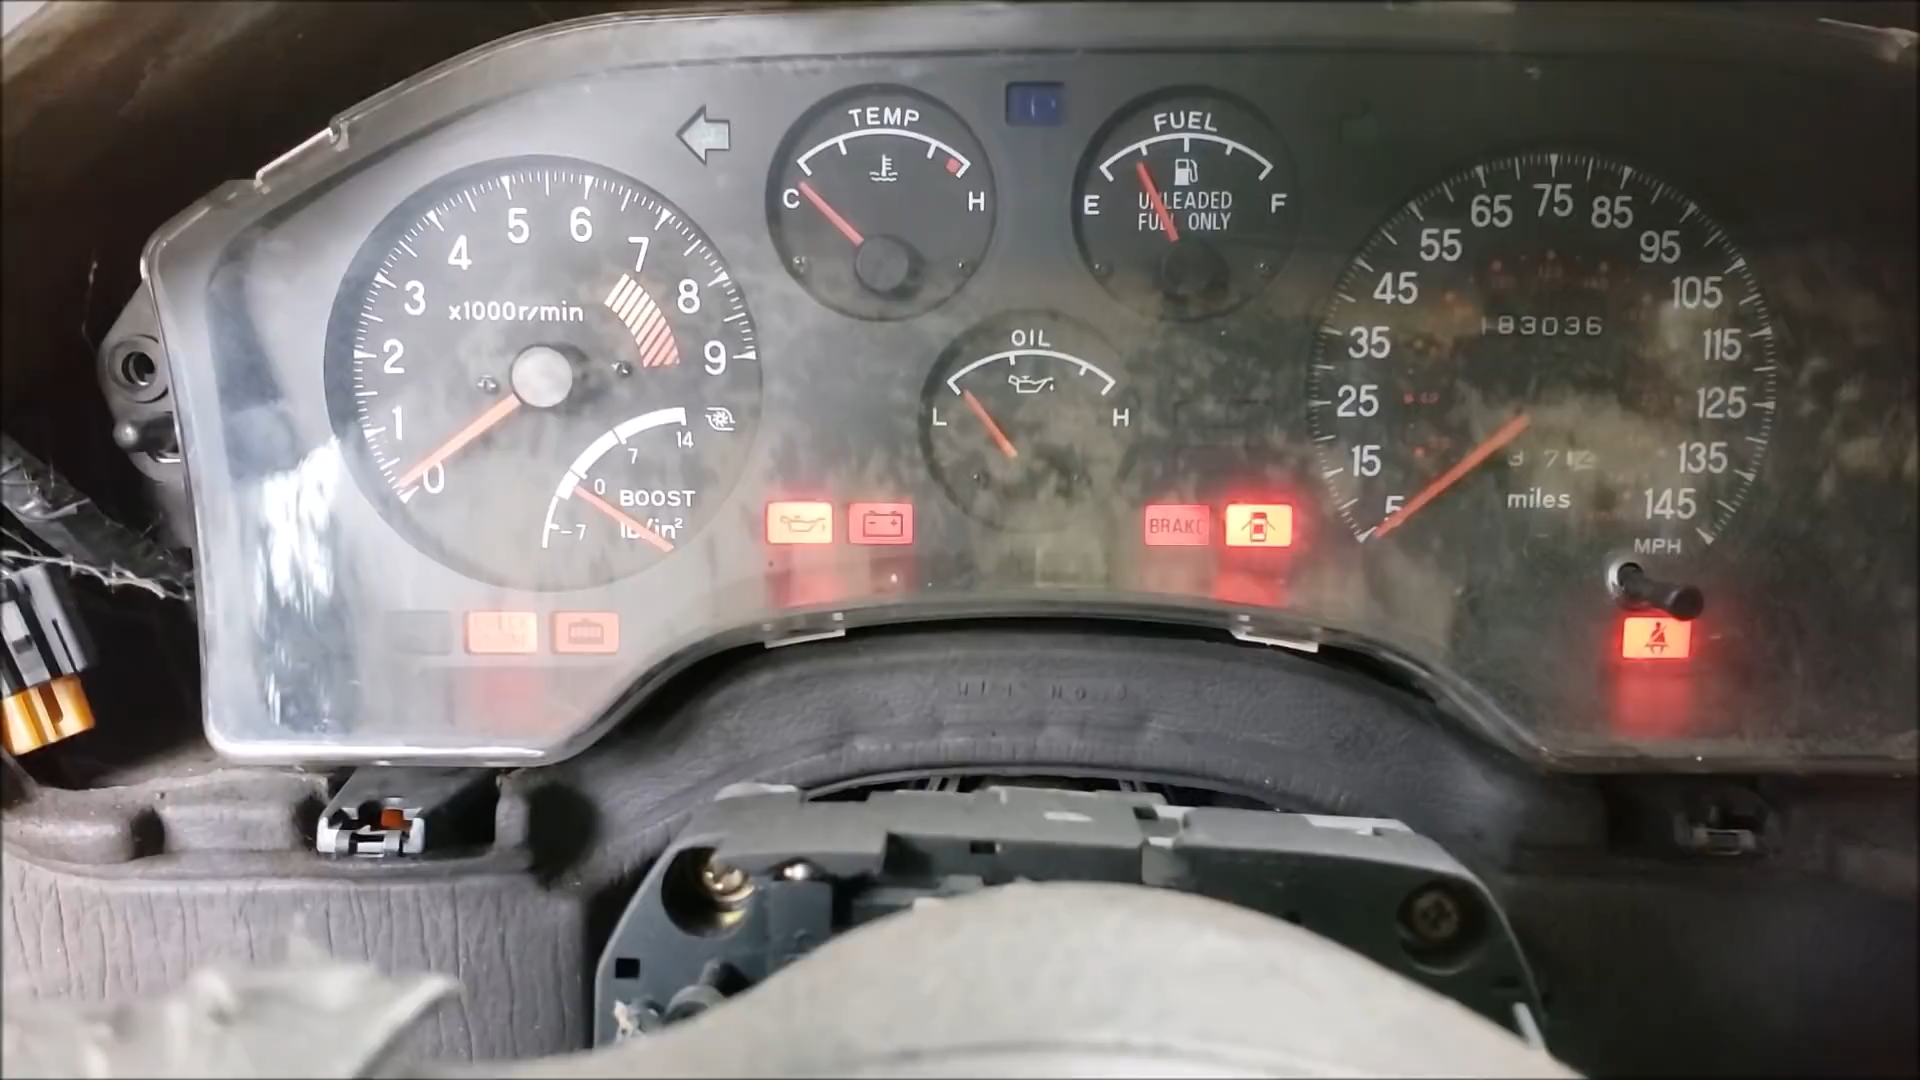 TEMP
C H
FUEL
E F
UNLEADED
FUEL ONLY
OIL
L H
0 1 2 3 4 5 6 7 8 9
x1000r/min
-7 0 7 14
BOOST
lb/in²
BRAKE
5 15 25 35 45 55 65 75 85 95 105 115 125 135 145
183036
miles
MPH